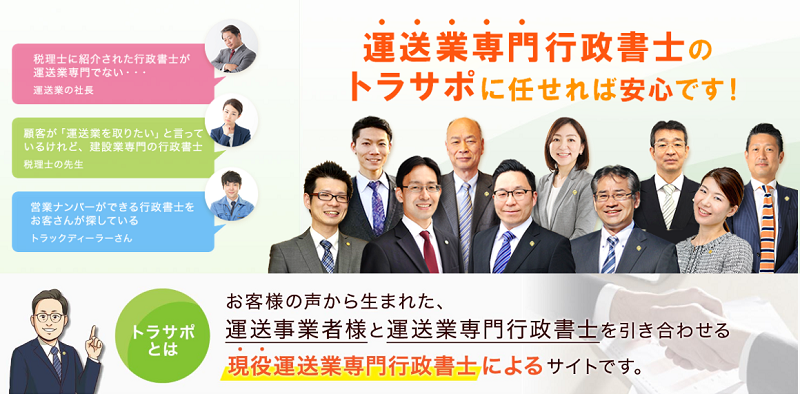 税理士に紹介された行政書士が
運送業専門でない・・・
運送業の社長
顧客が「運送業を取りたい」と言って
いるけれど、建設業専門の行政書士
税理士の先生
営業ナンバーができる行政書士を
お客さんが探している
トラックディーラーさん
運送業専門行政書士の
トラサポに任せれば安心です!
トラサポ
とは
お客様の声から生まれた、
運送事業者様と運送業専門行政書士を引き合わせる
現役運送業専門行政書士によるサイトです。